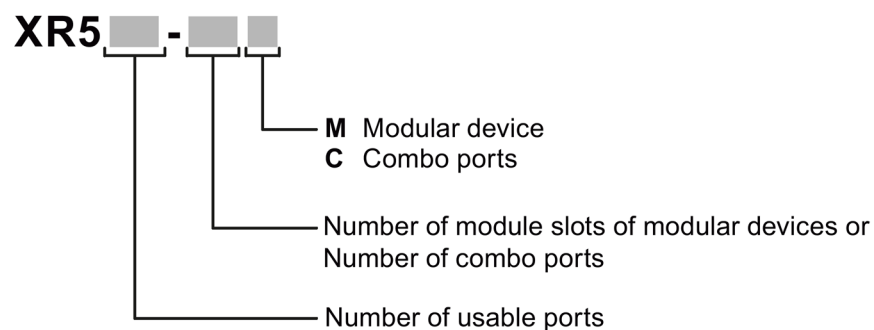 XR5 -
M Modular device
C Combo ports
Number of module slots of modular devices or
Number of combo ports
Number of usable ports